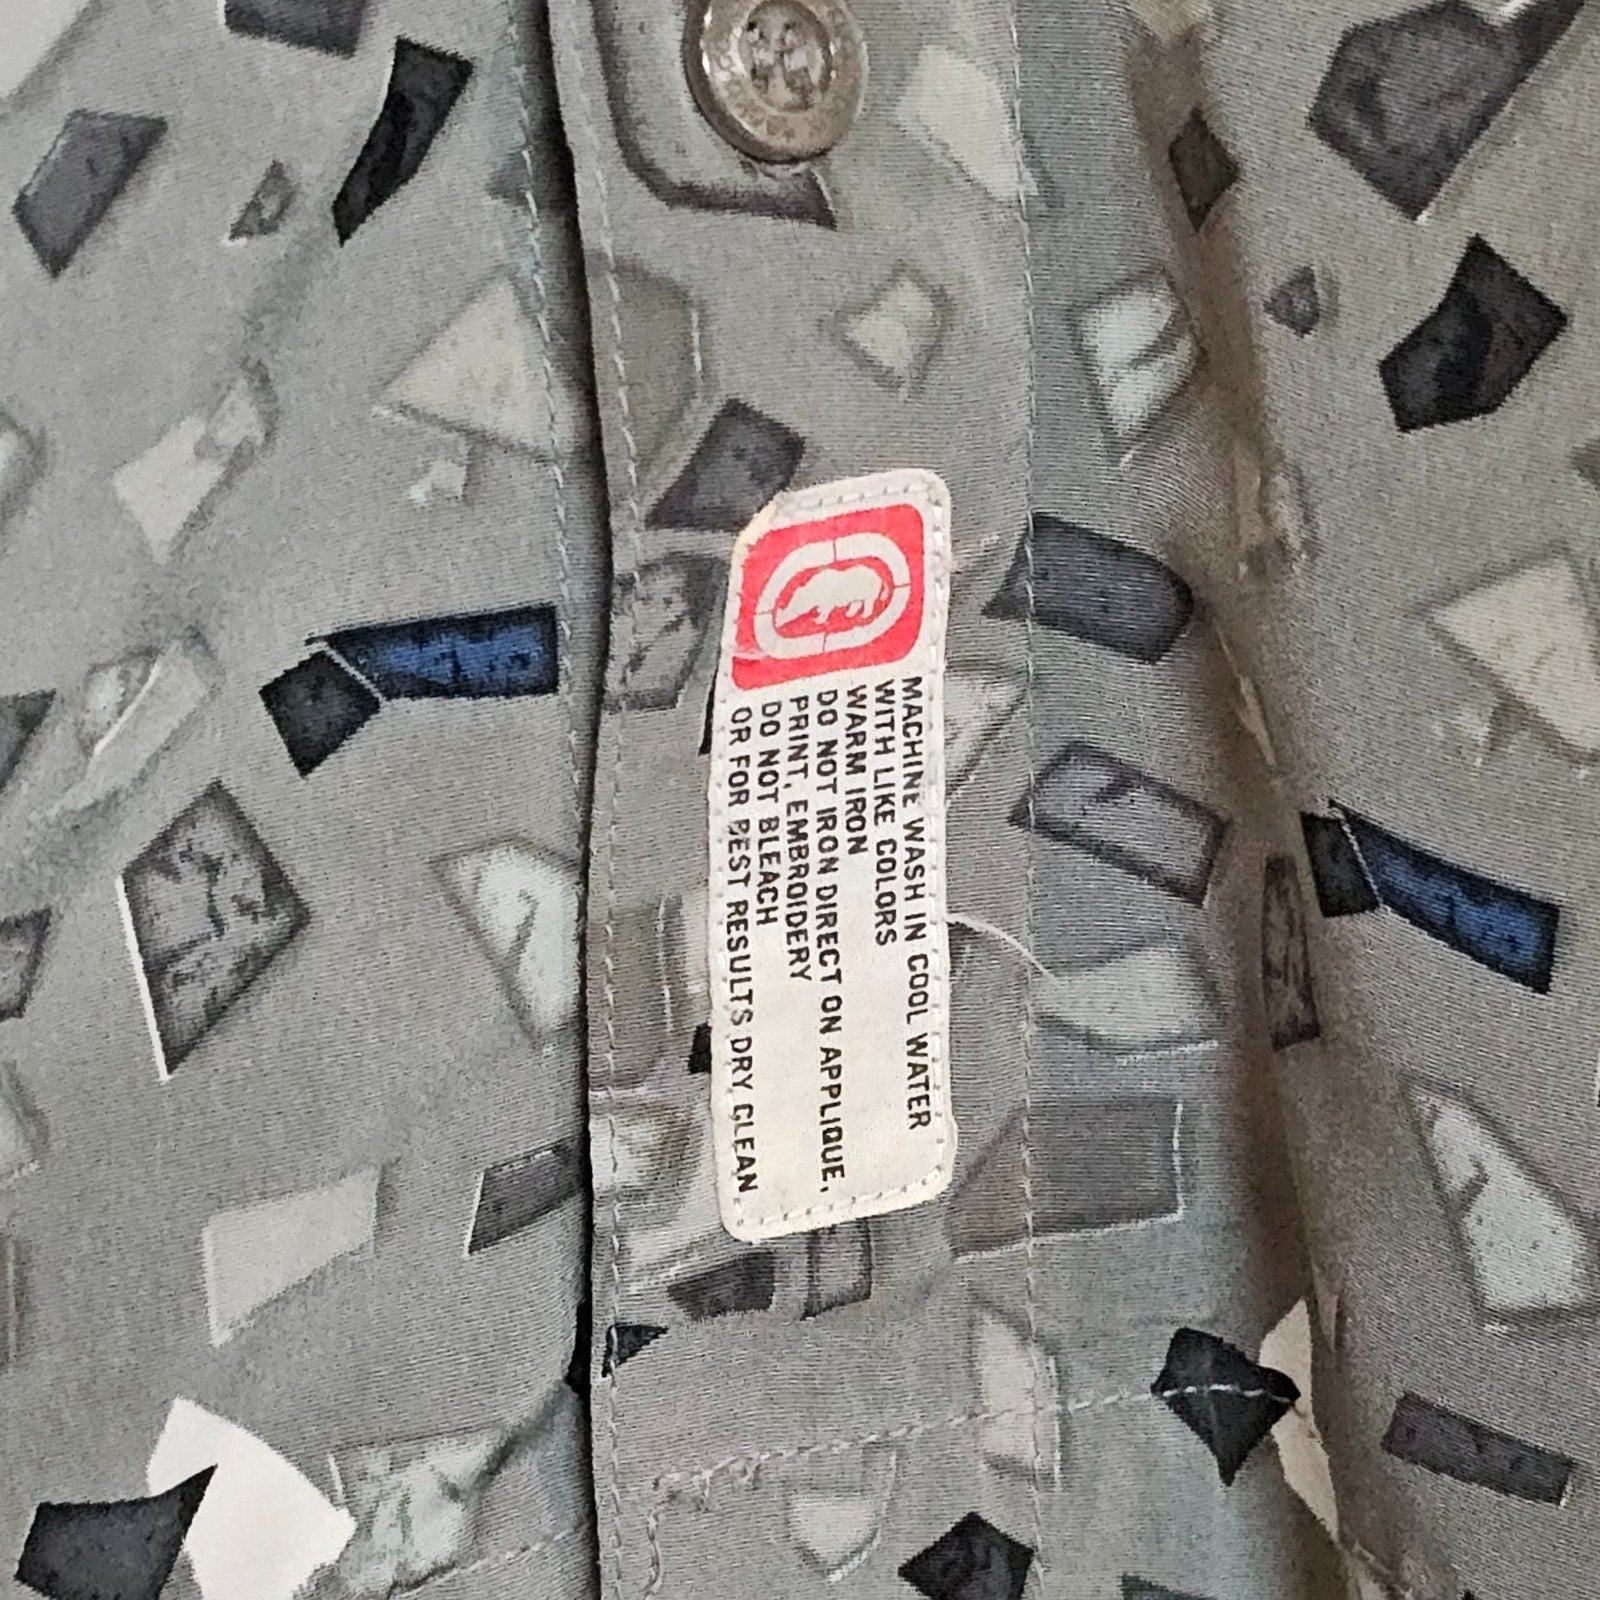 MACHINE WASH IN COOL WATER
WITH LIKE COLORS
WARM IRON
DO NOT IRON DIRECT ON APPLIQUE,
PRINT, EMBROIDERY
DO NOT BLEACH
OR FOR BEST RESULTS DRY CLEAN